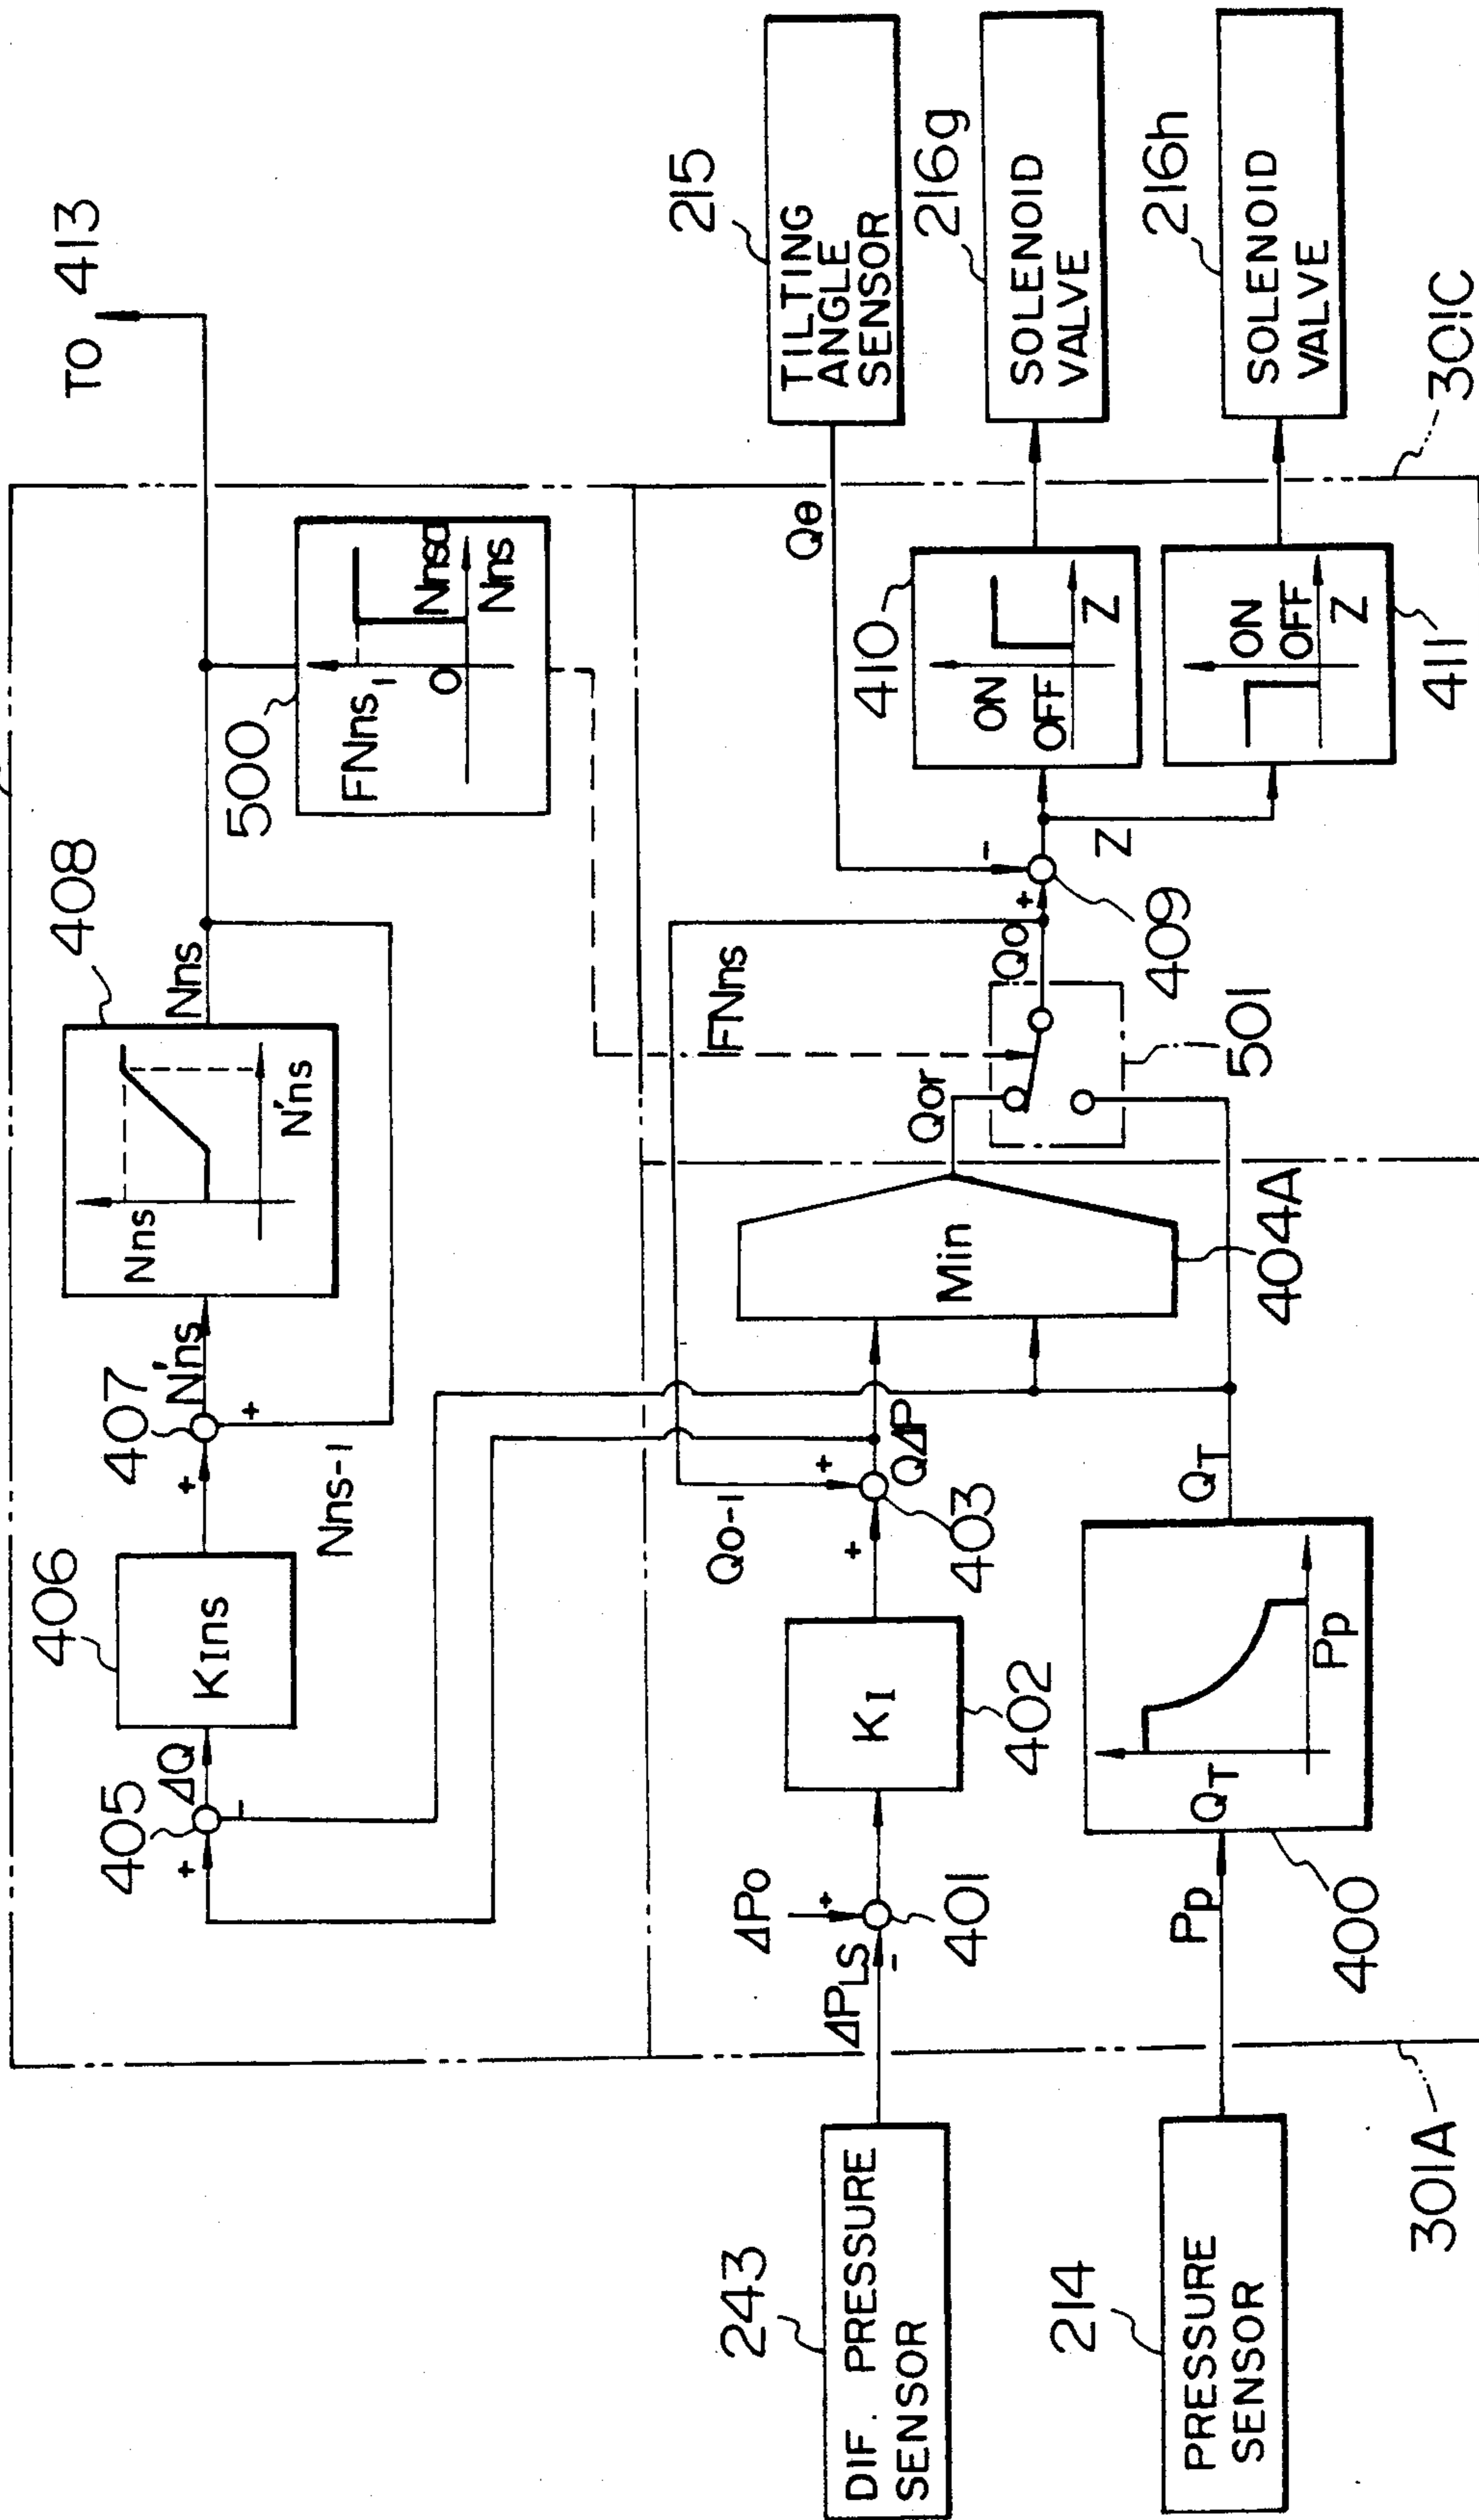 TO 413
408
Nns
Nns
N'ns
407
N'ns
+
+
Nns-1
406
KIns
405
ΔQ
+
-
500
FNns
1
O
Nnsa
Nns
FNns
215
TILTING
ANGLE
SENSOR
216g
SOLENOID
VALVE
216h
SOLENOID
VALVE
301C
Qθ
410
ON
OFF
Z
ON
OFF
Z
411
-
+
Z
409
Qo
501
Qor
Min
404A
Qo-1
+
+
QΔP
403
KI
402
ΔPo
+
ΔPLS
-
401
QT
QT
Pp
400
Pp
243
DIF. PRESSURE
SENSOR
214
PRESSURE
SENSOR
301A